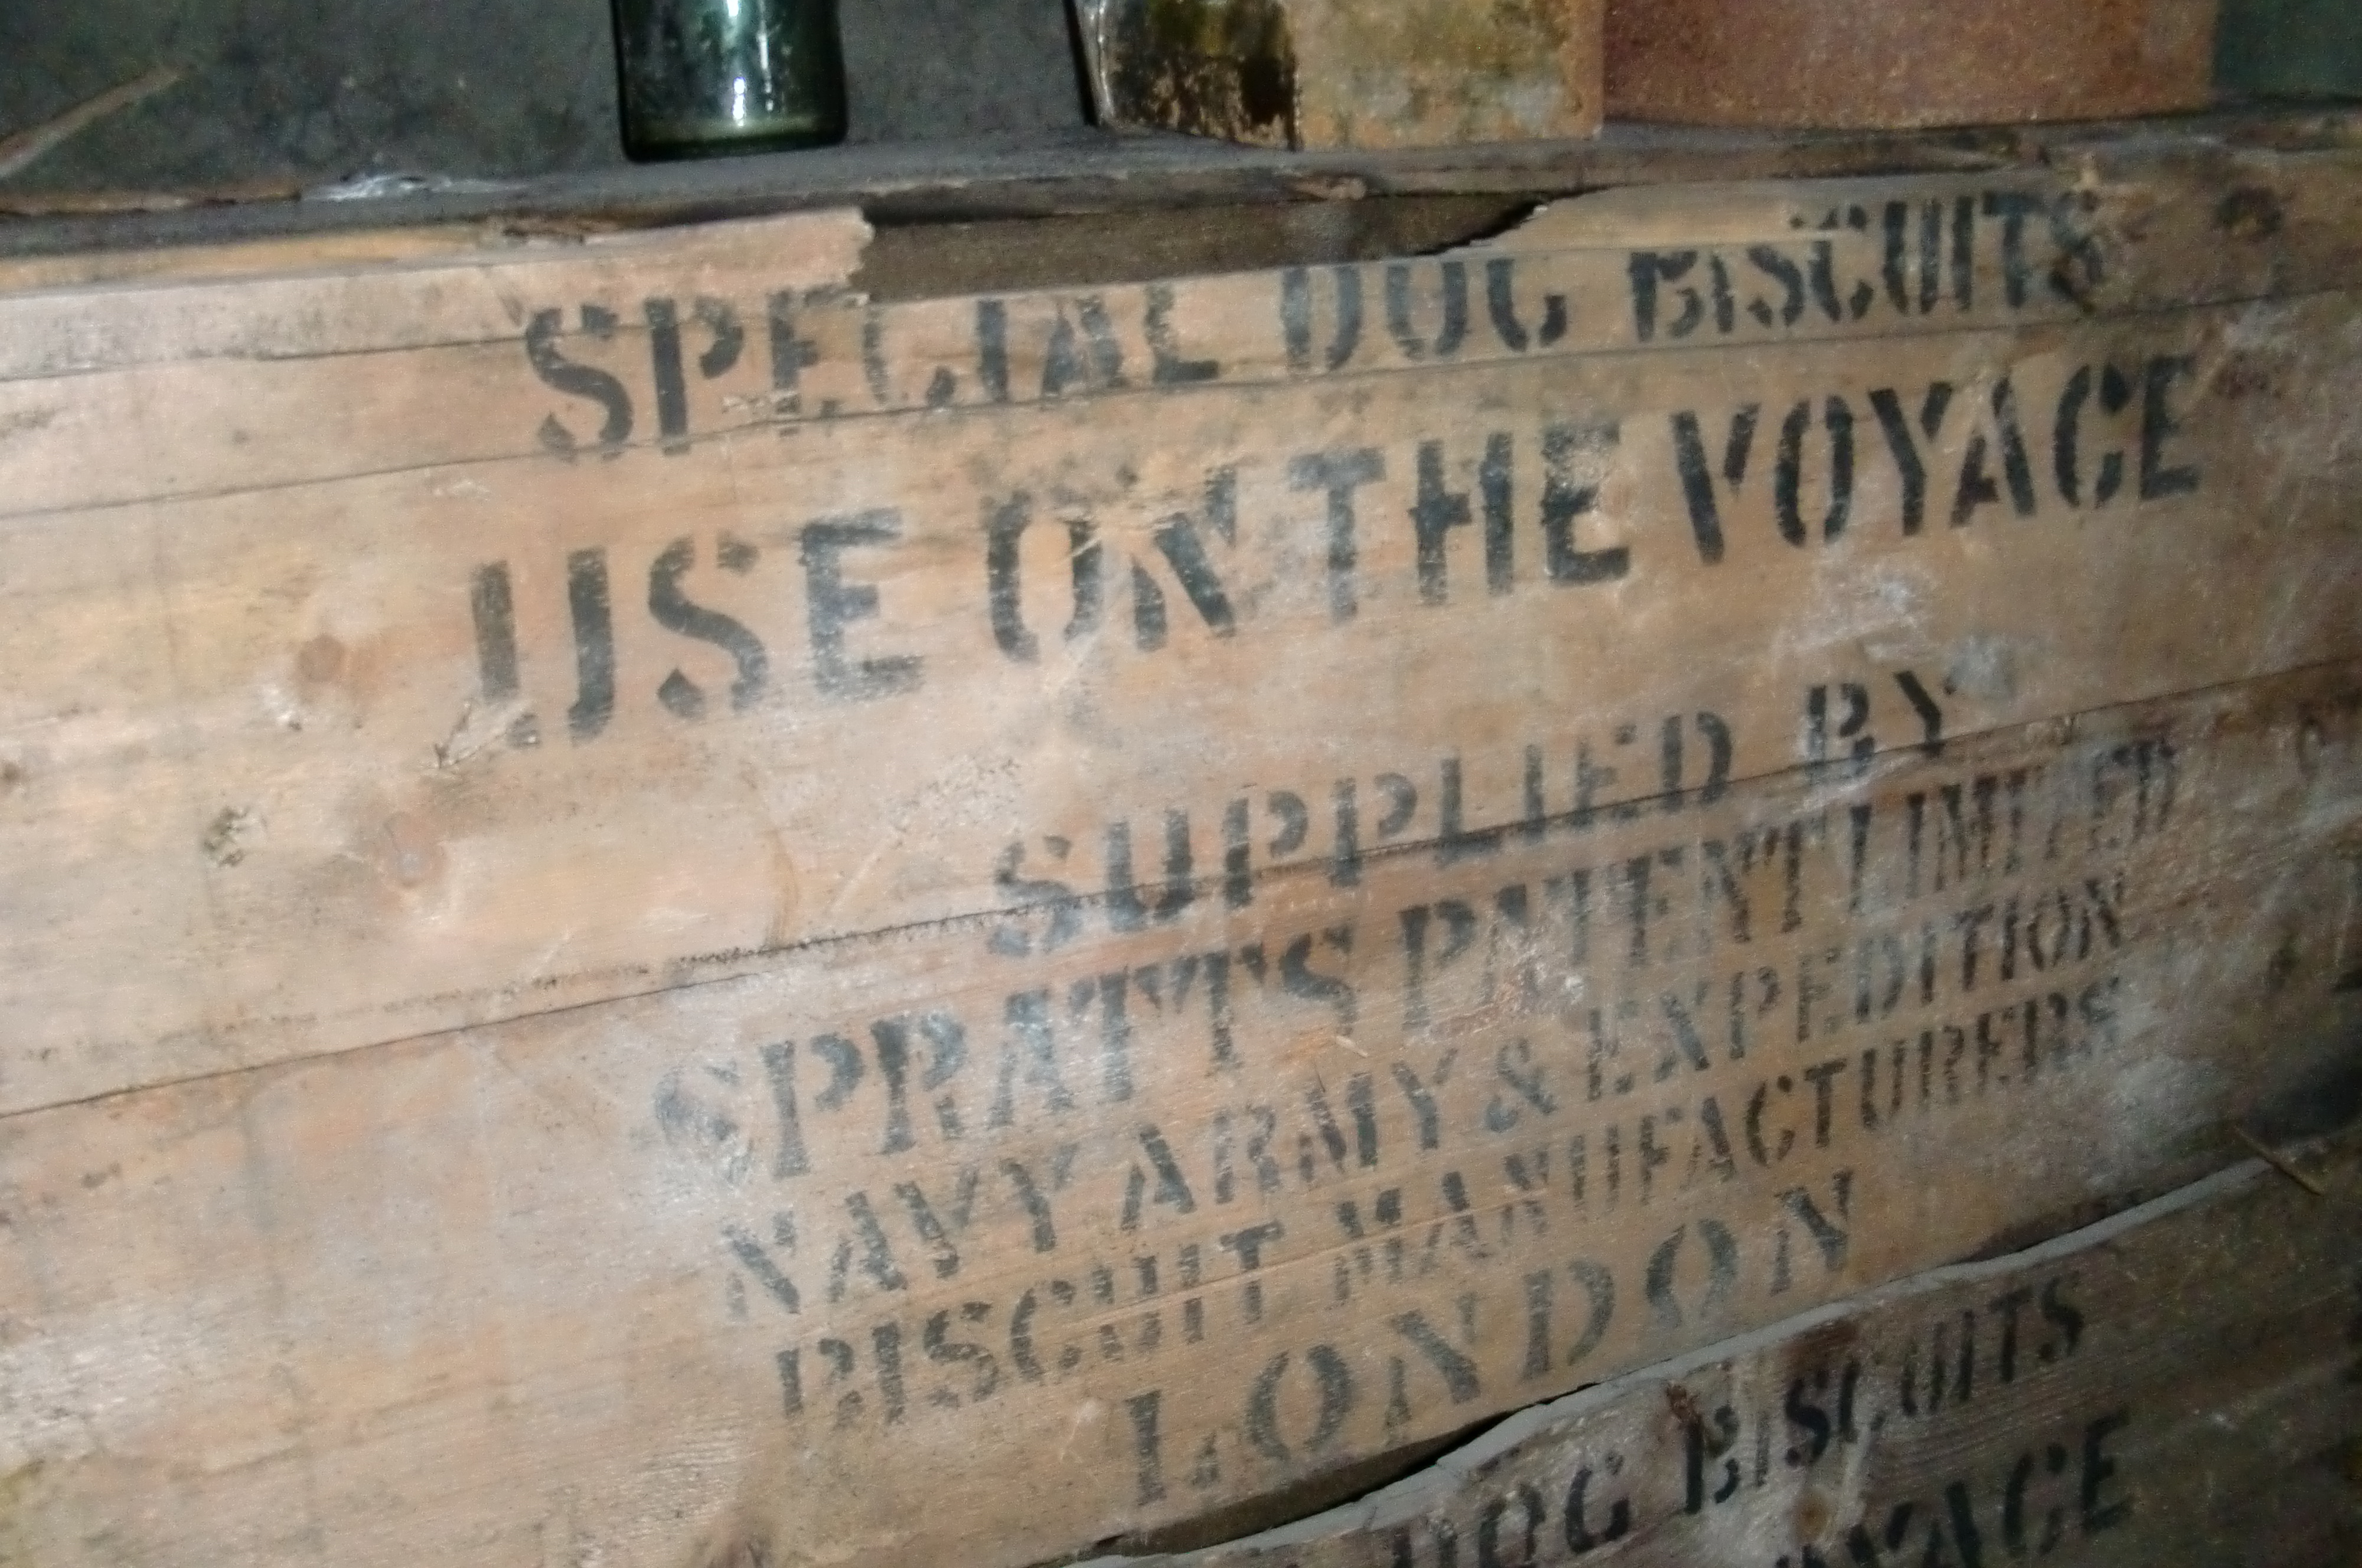 SPECIAL DOG BISCUITS
USE ON THE VOYAGE
SUPPLIED BY
SPRATT'S PATENT LIMITED
NAVY ARMY & EXPEDITION
BISCUIT MANUFACTURERS
LONDON
DOG BISCUITS